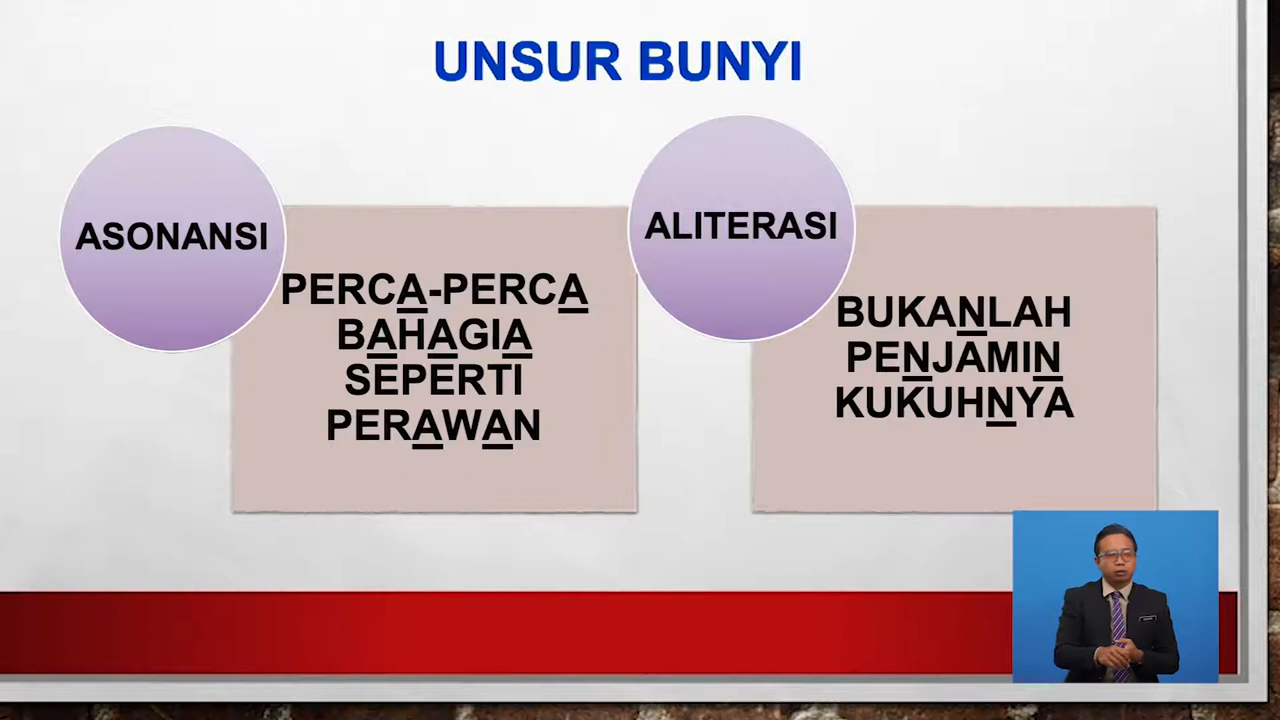 UNSUR BUNYI
ASONANSI
PERCA-PERCA
BAHAGIA
SEPERTI
PERAWAN
ALITERASI
BUKANLAH
PENJAMIN
KUKUHNYA